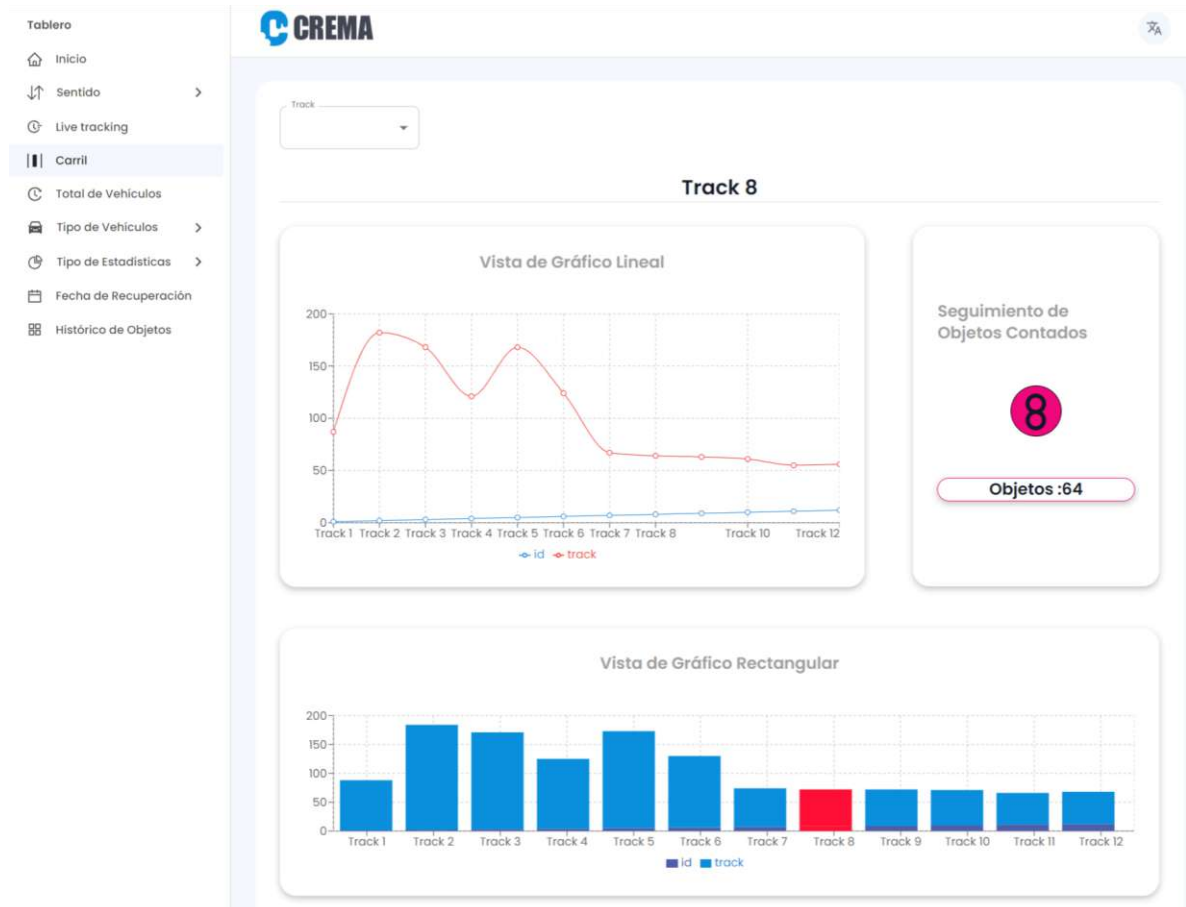 Tablero
Inicio
Sentido
Live tracking
Carril
Total de Vehículos
Tipo de Vehículos
Tipo de Estadísticas
Fecha de Recuperación
Histórico de Objetos
CREMA
Track
Track 8
Vista de Gráfico Lineal
200
150
100
50
0
Track 1 Track 2 Track 3 Track 4 Track 5 Track 6 Track 7 Track 8 Track 10 Track 12
id track
Seguimiento de
Objetos Contados
8
Objetos :64
Vista de Gráfico Rectangular
200
150
100
50
0
Track 1 Track 2 Track 3 Track 4 Track 5 Track 6 Track 7 Track 8 Track 9 Track 10 Track 11 Track 12
id track